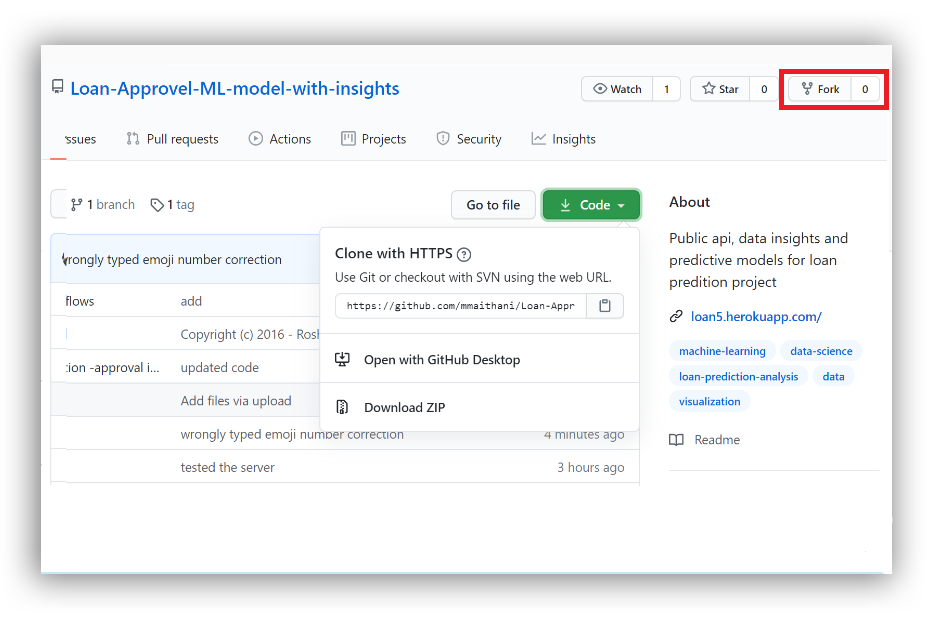 Loan-Approvel-ML-model-with-insights
Watch 1 Star 0 Fork 0
ssues Pull requests Actions Projects Security Insights
1 branch 1 tag
Go to file
Code
About
Public api, data insights and
predictive models for loan
predition project
loan5.herokuapp.com/
machine-learning data-science
loan-prediction-analysis data
visualization
Readme
Clone with HTTPS ?
Use Git or checkout with SVN using the web URL.
https://github.com/mmaithani/Loan-Appr
Open with GitHub Desktop
Download ZIP
wrongly typed emoji number correction
flows add
Copyright (c) 2016 - Rosh
tion -approval i... updated code
Add files via upload
wrongly typed emoji number correction 4 minutes ago
tested the server 3 hours ago